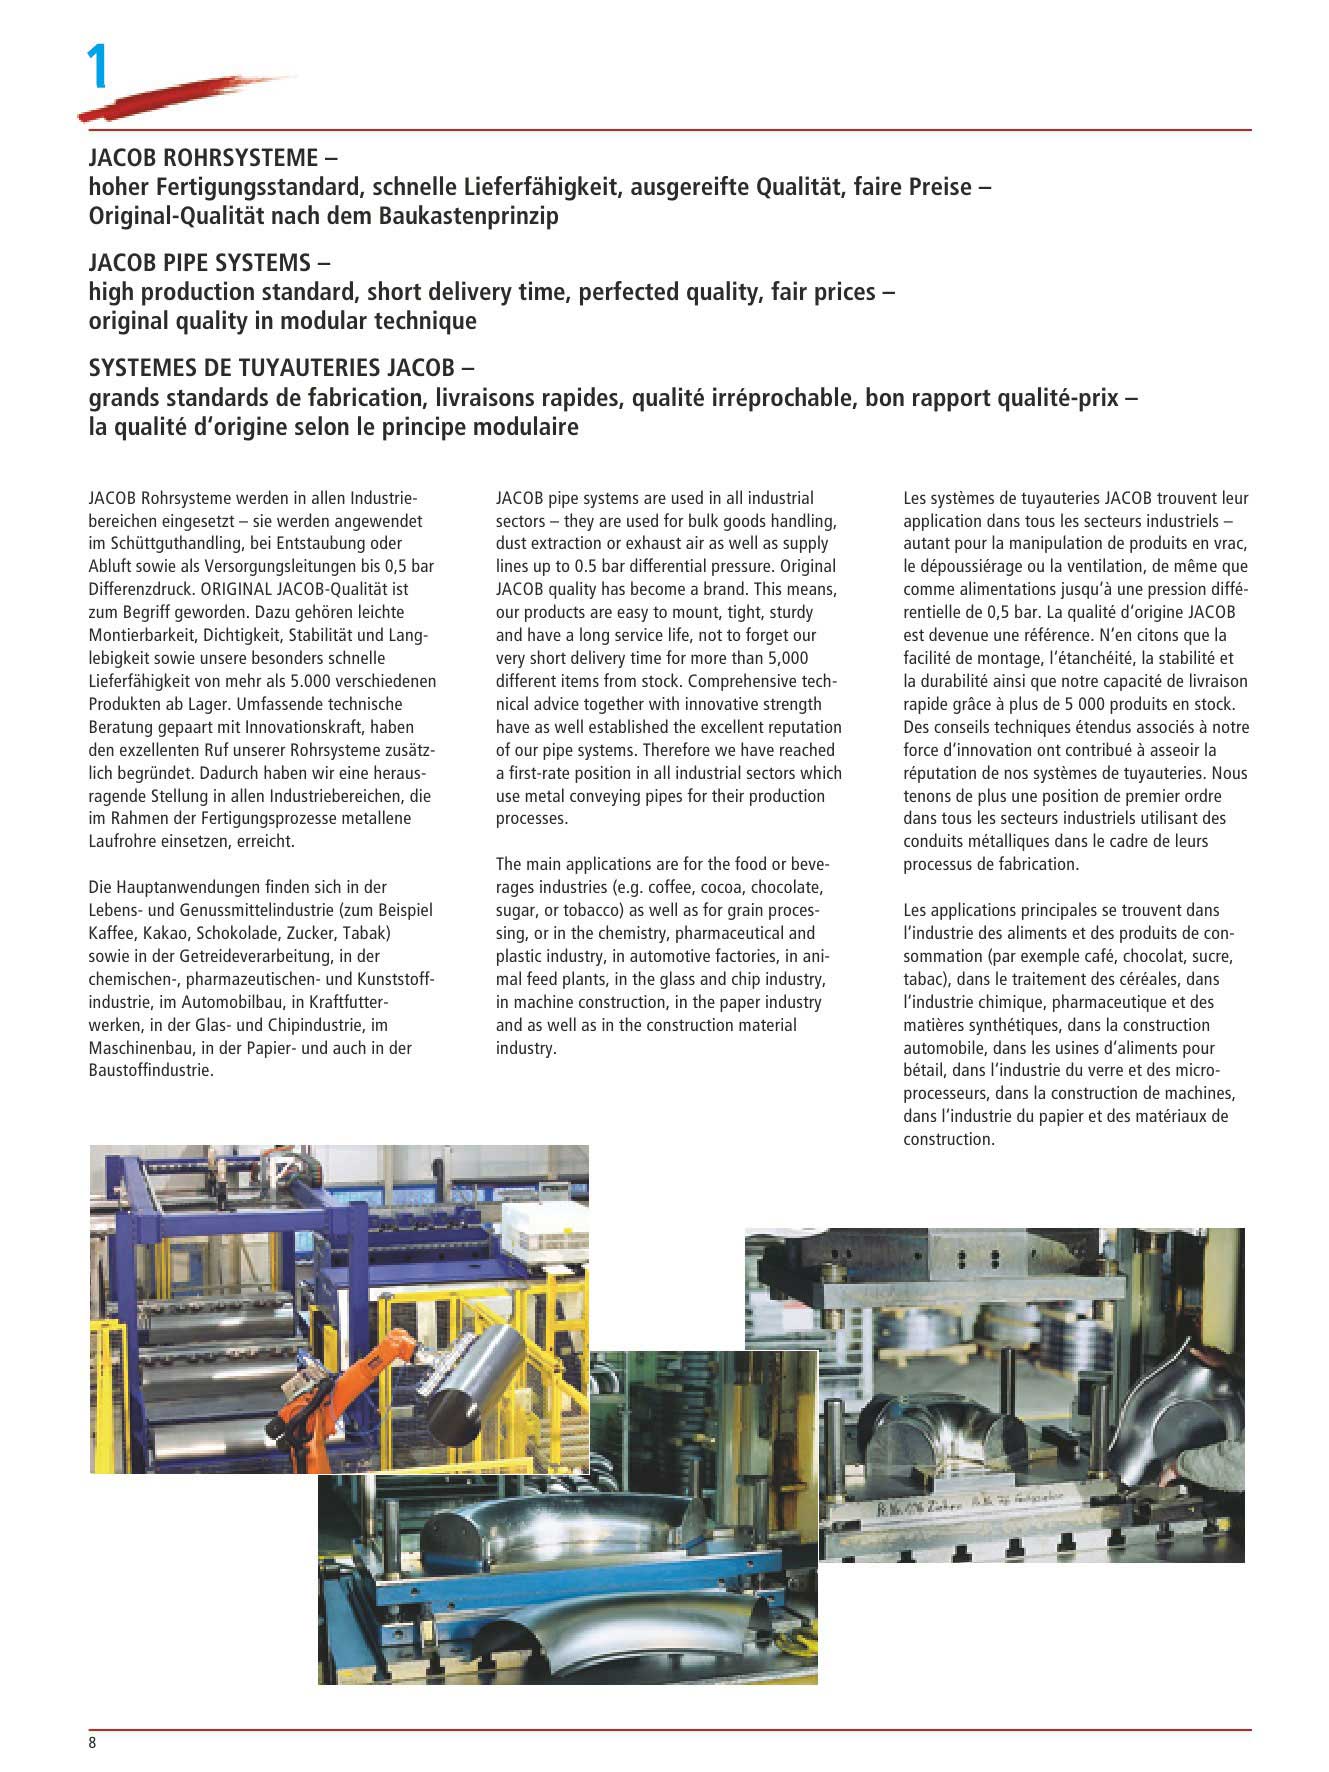 1
JACOB ROHRSYSTEME –
hoher Fertigungsstandard, schnelle Lieferfähigkeit, ausgereifte Qualität, faire Preise –
Original-Qualität nach dem Baukastenprinzip
JACOB PIPE SYSTEMS –
high production standard, short delivery time, perfected quality, fair prices –
original quality in modular technique
SYSTEMES DE TUYAUTERIES JACOB –
grands standards de fabrication, livraisons rapides, qualité irréprochable, bon rapport qualité-prix –
la qualité d‘origine selon le principe modulaire
JACOB Rohrsysteme werden in allen Industrie-
bereichen eingesetzt – sie werden angewendet
im Schüttguthandling, bei Entstaubung oder
Abluft sowie als Versorgungsleitungen bis 0,5 bar
Differenzdruck. ORIGINAL JACOB-Qualität ist
zum Begriff geworden. Dazu gehören leichte
Montierbarkeit, Dichtigkeit, Stabilität und Lang-
lebigkeit sowie unsere besonders schnelle
Lieferfähigkeit von mehr als 5.000 verschiedenen
Produkten ab Lager. Umfassende technische
Beratung gepaart mit Innovationskraft, haben
den exzellenten Ruf unserer Rohrsysteme zusätz-
lich begründet. Dadurch haben wir eine heraus-
ragende Stellung in allen Industriebereichen, die
im Rahmen der Fertigungsprozesse metallene
Laufrohre einsetzen, erreicht.
Die Hauptanwendungen finden sich in der
Lebens- und Genussmittelindustrie (zum Beispiel
Kaffee, Kakao, Schokolade, Zucker, Tabak)
sowie in der Getreideverarbeitung, in der
chemischen-, pharmazeutischen- und Kunststoff-
industrie, im Automobilbau, in Kraftfutter-
werken, in der Glas- und Chipindustrie, im
Maschinenbau, in der Papier- und auch in der
Baustoffindustrie.
JACOB pipe systems are used in all industrial
sectors – they are used for bulk goods handling,
dust extraction or exhaust air as well as supply
lines up to 0.5 bar differential pressure. Original
JACOB quality has become a brand. This means,
our products are easy to mount, tight, sturdy
and have a long service life, not to forget our
very short delivery time for more than 5,000
different items from stock. Comprehensive tech-
nical advice together with innovative strength
have as well established the excellent reputation
of our pipe systems. Therefore we have reached
a first-rate position in all industrial sectors which
use metal conveying pipes for their production
processes.
The main applications are for the food or beve-
rages industries (e.g. coffee, cocoa, chocolate,
sugar, or tobacco) as well as for grain proces-
sing, or in the chemistry, pharmaceutical and
plastic industry, in automotive factories, in ani-
mal feed plants, in the glass and chip industry,
in machine construction, in the paper industry
and as well as in the construction material
industry.
Les systèmes de tuyauteries JACOB trouvent leur
application dans tous les secteurs industriels –
autant pour la manipulation de produits en vrac,
le dépoussiérage ou la ventilation, de même que
comme alimentations jusqu‘à une pression diffé-
rentielle de 0,5 bar. La qualité d‘origine JACOB
est devenue une référence. N‘en citons que la
facilité de montage, l‘étanchéité, la stabilité et
la durabilité ainsi que notre capacité de livraison
rapide grâce à plus de 5 000 produits en stock.
Des conseils techniques étendus associés à notre
force d‘innovation ont contribué à asseoir la
réputation de nos systèmes de tuyauteries. Nous
tenons de plus une position de premier ordre
dans tous les secteurs industriels utilisant des
conduits métalliques dans le cadre de leurs
processus de fabrication.
Les applications principales se trouvent dans
l‘industrie des aliments et des produits de con-
sommation (par exemple café, chocolat, sucre,
tabac), dans le traitement des céréales, dans
l‘industrie chimique, pharmaceutique et des
matières synthétiques, dans la construction
automobile, dans les usines d‘aliments pour
bétail, dans l‘industrie du verre et des micro-
processeurs, dans la construction de machines,
dans l‘industrie du papier et des matériaux de
construction.
8